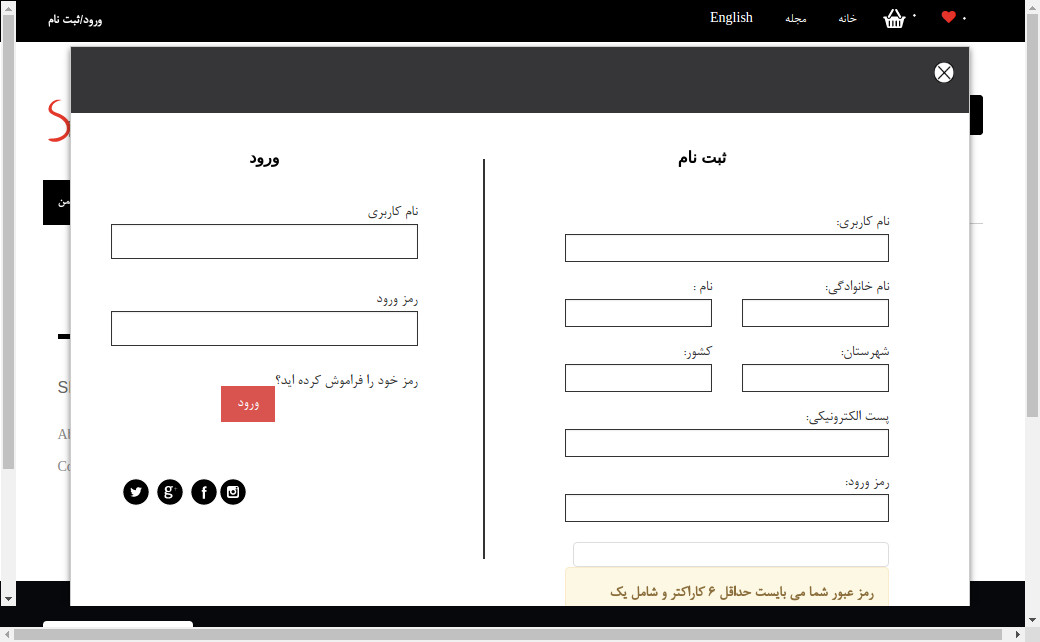 ورود/ثبت نام
English
مجله
خانه
ورود
ثبت نام
نام کاربری
رمز ورود
رمز خود را فراموش کرده اید؟
ورود
نام کاربری:
نام خانوادگی:
نام :
شهرستان:
کشور:
پست الکترونیکی:
رمز ورود:
رمز عبور شما می بایست حداقل ۶ کاراکتر و شامل یک